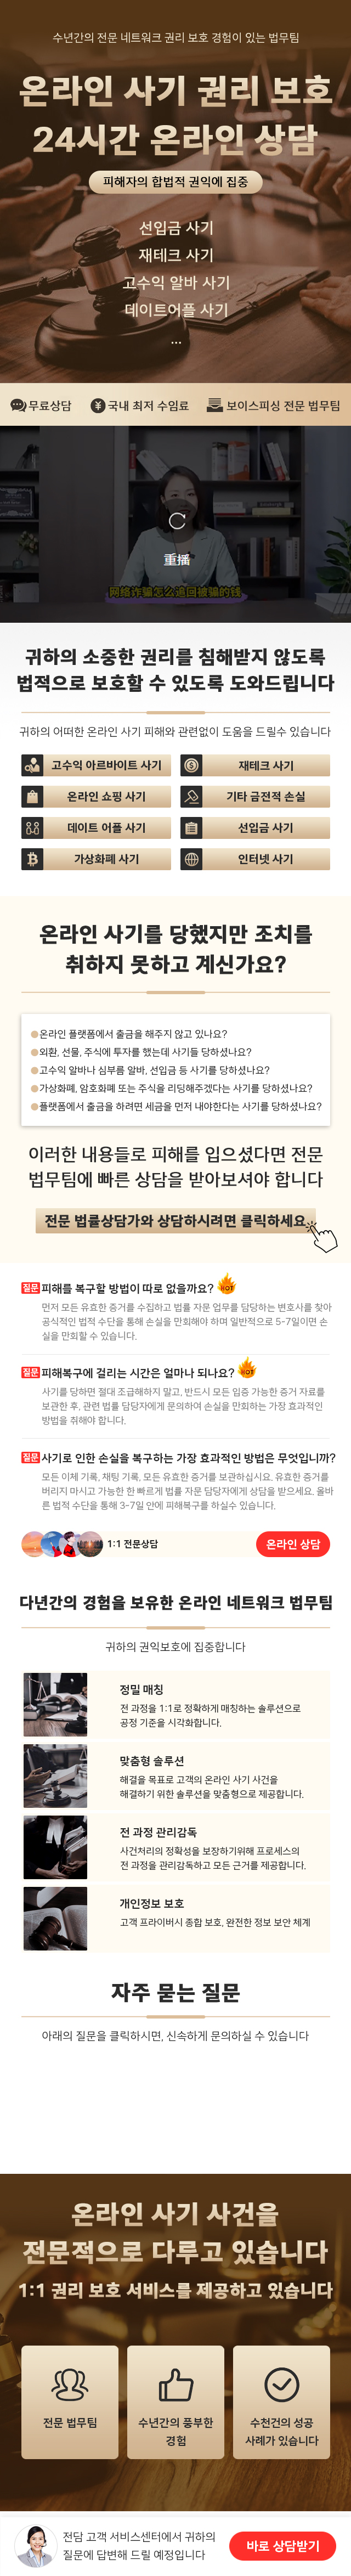 수년간의 전문 네트워크 권리 보호 경험이 있는 법무팀
온라인 사기 권리 보호
24시간 온라인 상담
피해자의 합법적 권익에 집중
선입금 사기
재테크 사기
고수익 알바 사기
데이트어플 사기
...
무료상담
국내 최저 수임료
보이스피싱 전문 법무팀
重播
网络诈骗怎么追回被骗的钱
귀하의 소중한 권리를 침해받지 않도록
법적으로 보호할 수 있도록 도와드립니다
귀하의 어떠한 온라인 사기 피해와 관련없이 도움을 드릴수 있습니다
고수익 아르바이트 사기
재테크 사기
온라인 쇼핑 사기
기타 금전적 손실
데이트 어플 사기
선입금 사기
가상화폐 사기
인터넷 사기
온라인 사기를 당했지만 조치를
취하지 못하고 계신가요?
온라인 플랫폼에서 출금을 해주지 않고 있나요?
외환, 선물, 주식에 투자를 했는데 사기들 당하셨나요?
고수익 알바나 심부름 알바, 선입금 등 사기를 당하셨나요?
가상화폐, 암호화폐 또는 주식을 리딩해주겠다는 사기를 당하셨나요?
플랫폼에서 출금을 하려면 세금을 먼저 내야한다는 사기를 당하셨나요?
이러한 내용들로 피해를 입으셨다면 전문
법무팀에 빠른 상담을 받아보셔야 합니다
전문 법률상담가와 상담하시려면 클릭하세요
질문 피해를 복구할 방법이 따로 없을까요? HOT
먼저 모든 유효한 증거를 수집하고 법률 자문 업무를 담당하는 변호사를 찾아
공식적인 법적 수단을 통해 손실을 만회해야 하며 일반적으로 5-7일이면 손
실을 만회할 수 있습니다.
질문 피해복구에 걸리는 시간은 얼마나 되나요? HOT
사기를 당하면 절대 조급해하지 말고, 반드시 모든 입증 가능한 증거 자료를
보관한 후, 관련 법률 담당자에게 문의하여 손실을 만회하는 가장 효과적인
방법을 취해야 합니다.
질문 사기로 인한 손실을 복구하는 가장 효과적인 방법은 무엇입니까?
모든 이체 기록, 채팅 기록, 모든 유효한 증거를 보관하십시요. 유효한 증거를
버리지 마시고 가능한 한 빠르게 법률 자문 담당자에게 상담을 받으세요. 올바
른 법적 수단을 통해 3-7일 안에 피해복구를 하실수 있습니다.
1:1 전문상담
온라인 상담
다년간의 경험을 보유한 온라인 네트워크 법무팀
귀하의 권익보호에 집중합니다
정밀 매칭
전 과정을 1:1로 정확하게 매칭하는 솔루션으로
공정 기준을 시각화합니다.
맞춤형 솔루션
해결을 목표로 고객의 온라인 사기 사건을
해결하기 위한 솔루션을 맞춤형으로 제공합니다.
전 과정 관리감독
사건처리의 정확성을 보장하기위해 프로세스의
전 과정을 관리감독하고 모든 근거를 제공합니다.
개인정보 보호
고객 프라이버시 종합 보호, 완전한 정보 보안 체계
자주 묻는 질문
아래의 질문을 클릭하시면, 신속하게 문의하실 수 있습니다
온라인 사기 사건을
전문적으로 다루고 있습니다
1:1 권리 보호 서비스를 제공하고 있습니다
전문 법무팀
수년간의 풍부한
경험
수천건의 성공
사례가 있습니다
전담 고객 서비스센터에서 귀하의
질문에 답변해 드릴 예정입니다
바로 상담받기